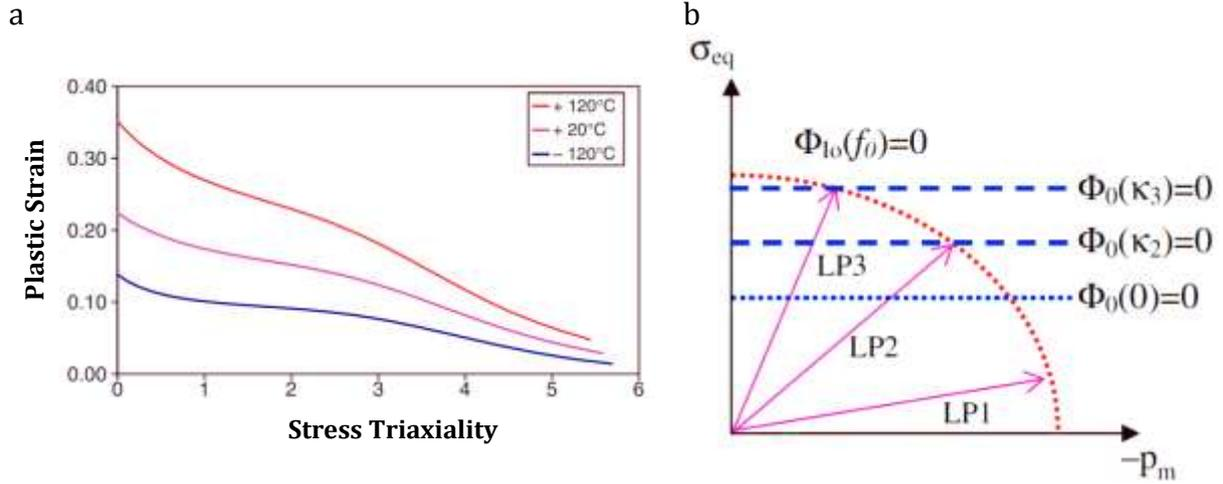 a
0.40
0.30
0.20
0.10
0.00
Plastic Strain
+ 120°C
+ 20°C
– 120°C
0 1 2 3 4 5 6
Stress Triaxiality
b
σeq
Φlo(f0)=0
Φ0(κ3)=0
Φ0(κ2)=0
Φ0(0)=0
LP3
LP2
LP1
–pm